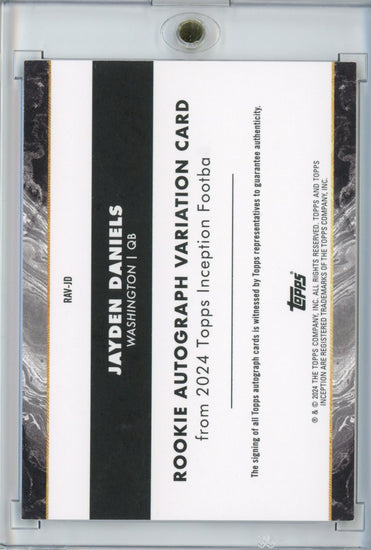 RAV-JD
JAYDEN DANIELS
WASHINGTON | QB
ROOKIE AUTOGRAPH VARIATION CARD
from 2024 Topps Inception Footba
The signing of all Topps autograph cards is witnessed by Topps representatives to guarantee authenticity.
topps®
® & © 2024 THE TOPPS COMPANY, INC. ALL RIGHTS RESERVED. TOPPS AND TOPPS
INCEPTION ARE REGISTERED TRADEMARKS OF THE TOPPS COMPANY, INC.